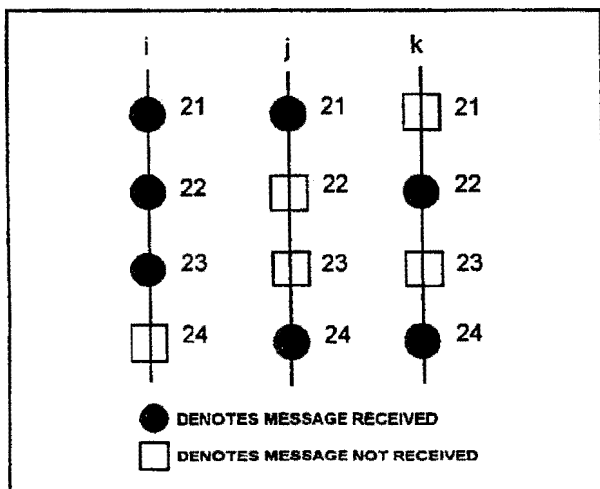 i j k
21 21 21
22 22 22
23 23 23
24 24 24
DENOTES MESSAGE RECEIVED
DENOTES MESSAGE NOT RECEIVED